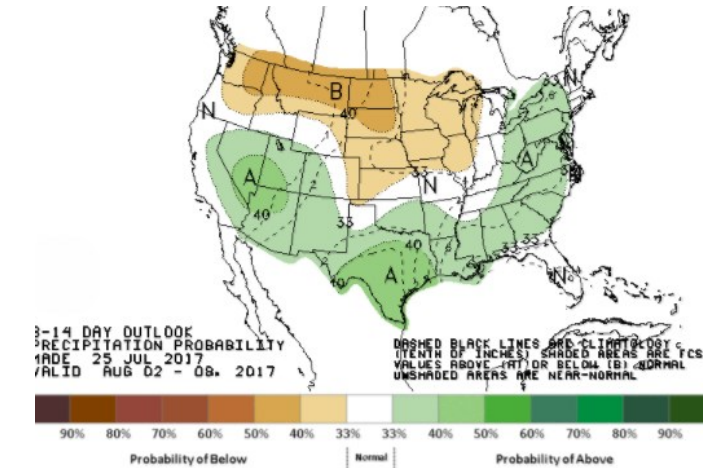 N
B
N
40
A
A
33
N
40
33
40
33
A
40
N
8-14 DAY OUTLOOK
PRECIPITATION PROBABILITY
MADE 25 JUL 2017
VALID AUG 02 - 08, 2017
DASHED BLACK LINES ARE CLIMATOLOGY
(TENTH OF INCHES) SHADED AREAS ARE FCST
VALUES ABOVE (A) OR BELOW (B) NORMAL
UNSHADED AREAS ARE NEAR-NORMAL
90% 80% 70% 60% 50% 40% 33% 33% 40% 50% 60% 70% 80% 90%
Probability of Below Normal Probability of Above